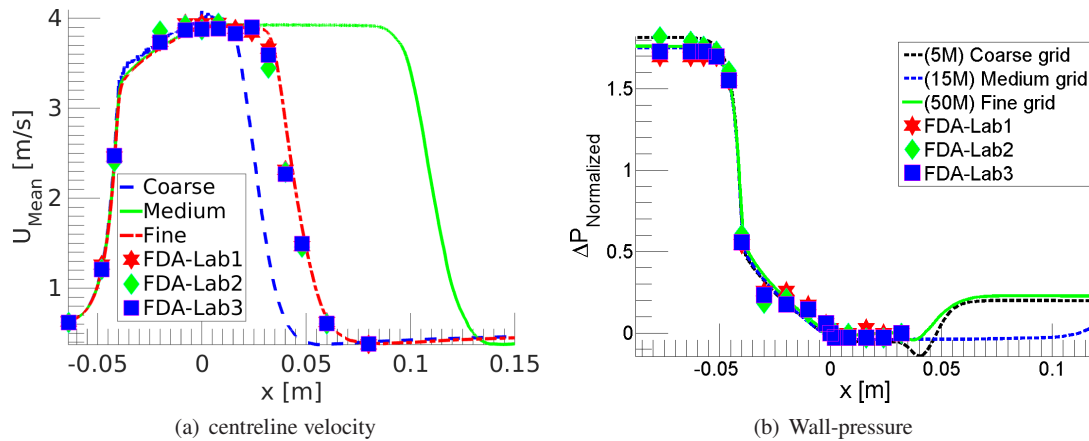 4
3
2
1
U_Mean [m/s]
Coarse
Medium
Fine
FDA-Lab1
FDA-Lab2
FDA-Lab3
-0.05 0 0.05 0.1 0.15
x [m]
(a) centreline velocity
1.5
1
0.5
0
ΔP_Normalized
(5M) Coarse grid
(15M) Medium grid
(50M) Fine grid
FDA-Lab1
FDA-Lab2
FDA-Lab3
-0.05 0 0.05 0.1
x [m]
(b) Wall-pressure